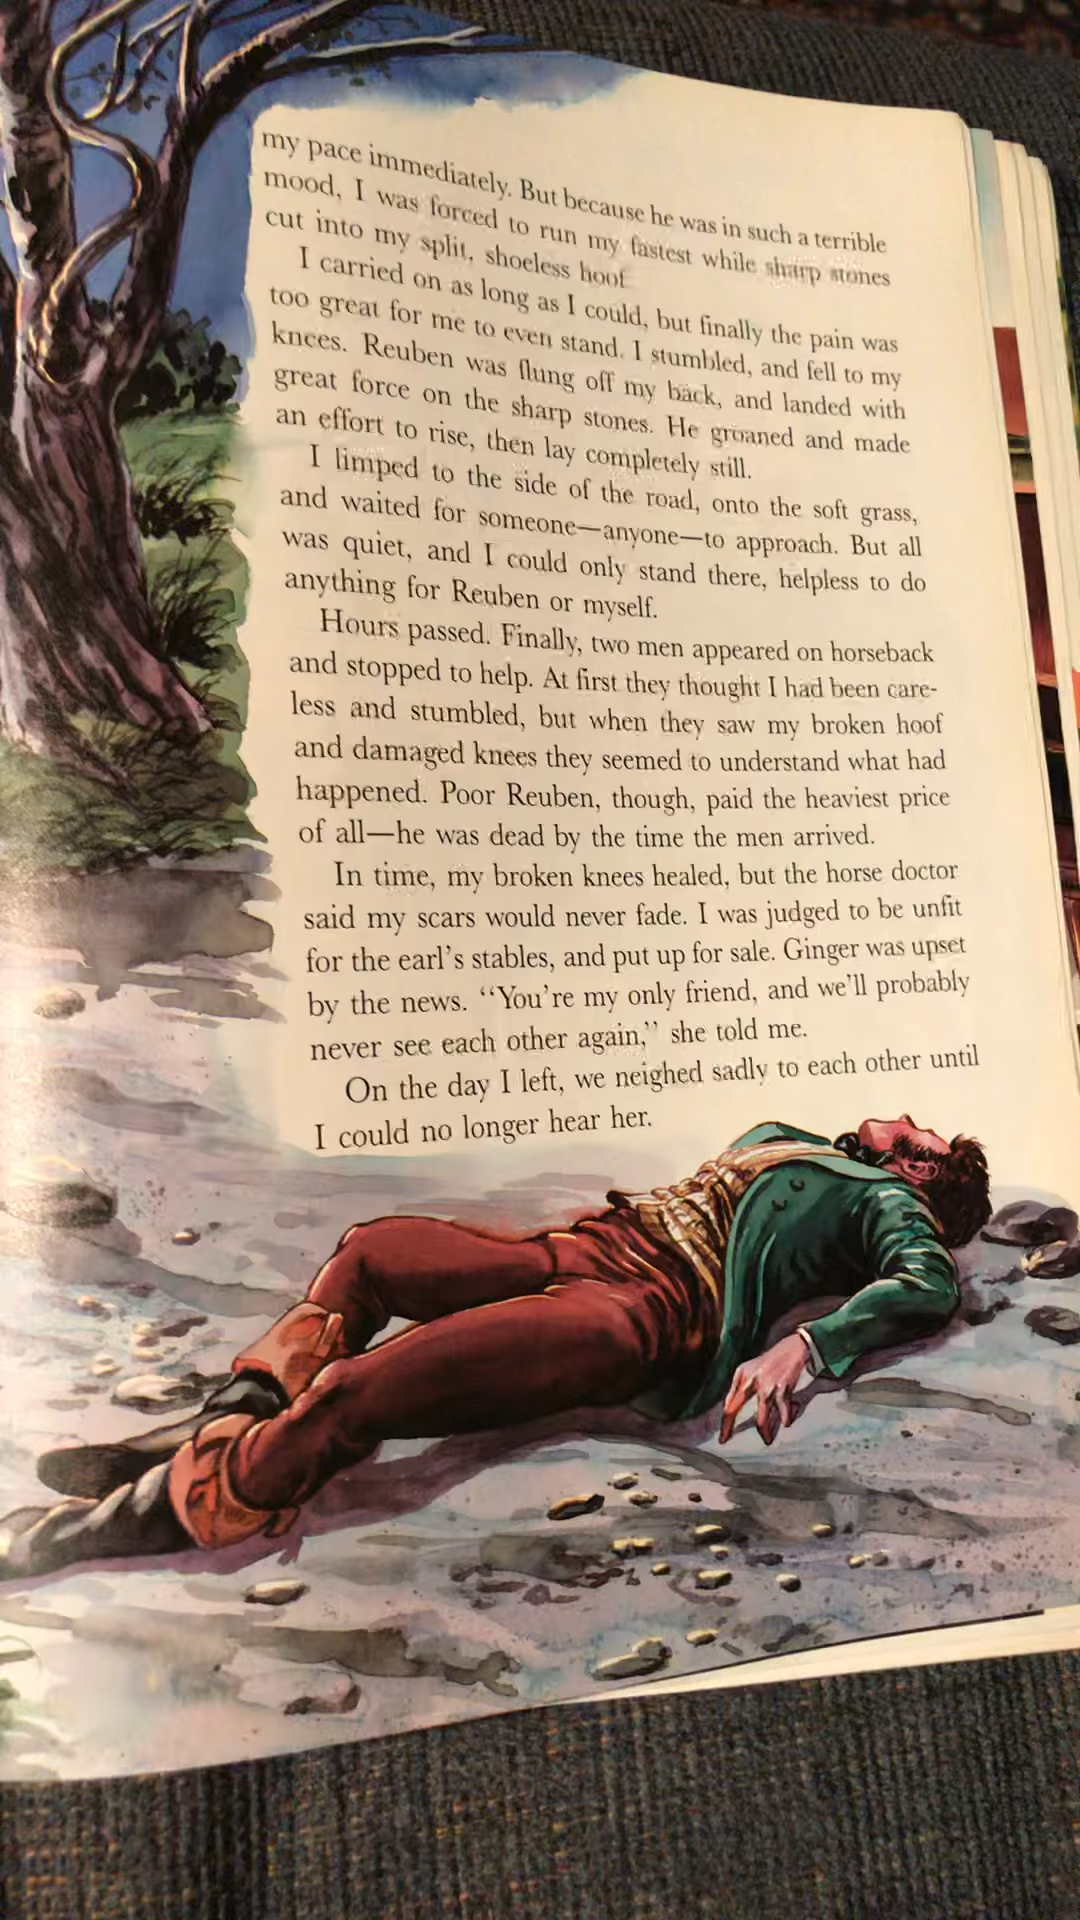 my pace immediately. But because he was in such a terrible
mood, I was forced to run my fastest while sharp stones
cut into my split, shoeless hoof
I carried on as long as I could, but finally the pain was
too great for me to even stand. I stumbled, and fell to my
knees. Reuben was flung off my back, and landed with
great force on the sharp stones. He groaned and made
an effort to rise, then lay completely still.
I limped to the side of the road, onto the soft grass,
and waited for someone—anyone—to approach. But all
was quiet, and I could only stand there, helpless to do
anything for Reuben or myself.
Hours passed. Finally, two men appeared on horseback
and stopped to help. At first they thought I had been care-
less and stumbled, but when they saw my broken hoof
and damaged knees they seemed to understand what had
happened. Poor Reuben, though, paid the heaviest price
of all—he was dead by the time the men arrived.
In time, my broken knees healed, but the horse doctor
said my scars would never fade. I was judged to be unfit
for the earl's stables, and put up for sale. Ginger was upset
by the news. “You're my only friend, and we'll probably
never see each other again,” she told me.
On the day I left, we neighed sadly to each other until
I could no longer hear her.